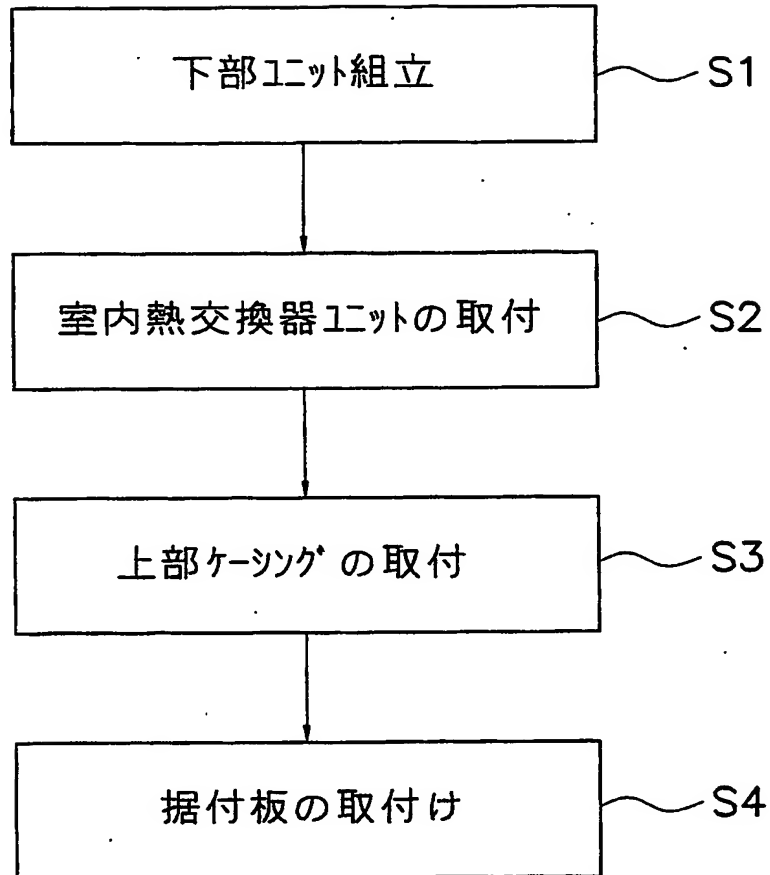 下部ユニット組立
S1
室内熱交換器ユニットの取付
S2
上部ケーシングの取付
S3
据付板の取付け
S4